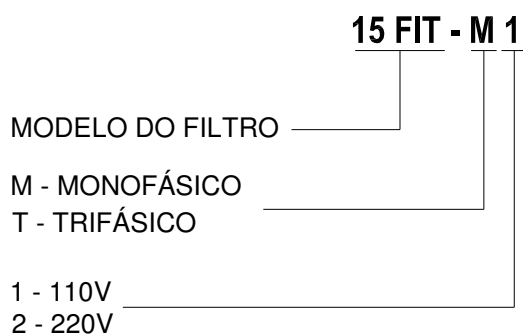 15 FIT - M 1
MODELO DO FILTRO
M - MONOFÁSICO
T - TRIFÁSICO
1 - 110V
2 - 220V